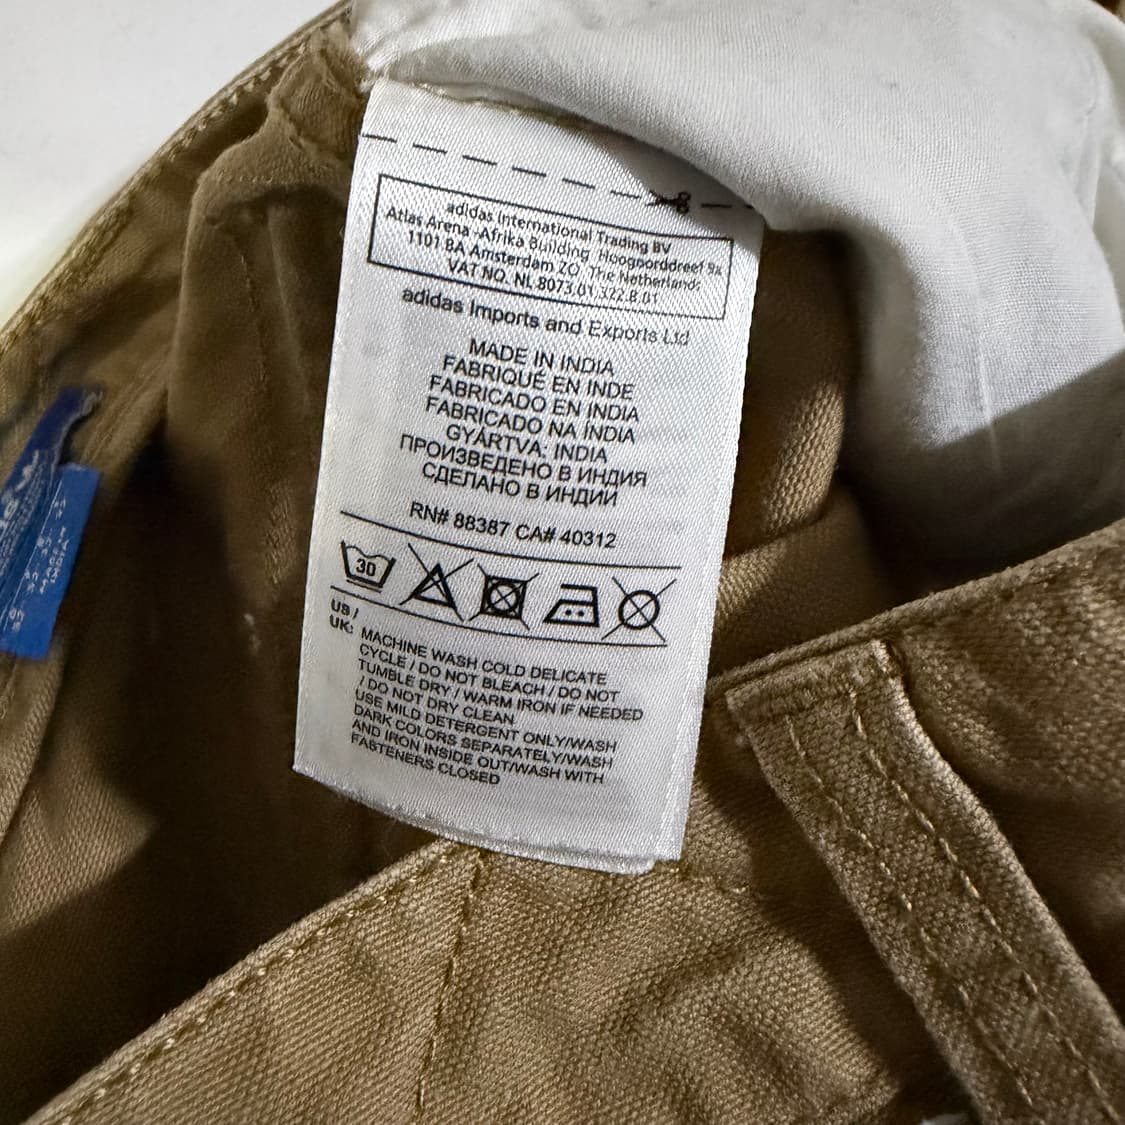 adidas International Trading BV
Atlas Arena -Afrika Building Hoogoorddreef 9a
1101 BA Amsterdam ZO The Netherlands
VAT NO. NL 8073.01.322.B.01
adidas Imports and Exports Ltd
MADE IN INDIA
FABRIQUÉ EN INDE
FABRICADO EN INDIA
FABRICADO NA INDIA
GYÁRTVA: INDIA
ПРОИЗВЕДЕНО В ИНДИЯ
СДЕЛАНО В ИНДИИ
RN# 88387 CA# 40312
30
US /
UK: MACHINE WASH COLD DELICATE
CYCLE / DO NOT BLEACH / DO NOT
TUMBLE DRY / WARM IRON IF NEEDED
/ DO NOT DRY CLEAN
USE MILD DETERGENT ONLY/WASH
DARK COLORS SEPARATELY/WASH
AND IRON INSIDE OUT/WASH WITH
FASTENERS CLOSED